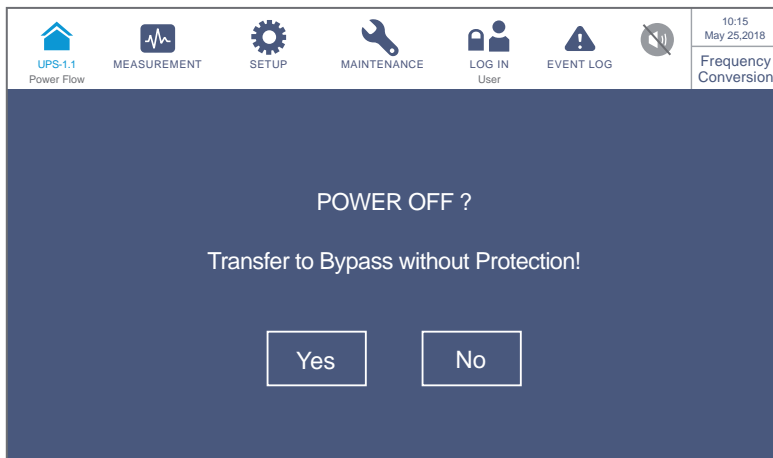 10:15
May 25,2018
UPS-1.1
Power Flow
MEASUREMENT
SETUP
MAINTENANCE
LOG IN
User
EVENT LOG
Frequency
Conversion
POWER OFF ?
Transfer to Bypass without Protection!
Yes
No